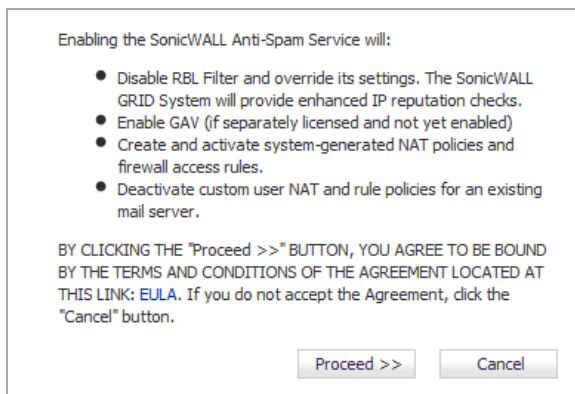 Enabling the SonicWALL Anti-Spam Service will:
● Disable RBL Filter and override its settings. The SonicWALL
GRID System will provide enhanced IP reputation checks.
● Enable GAV (if separately licensed and not yet enabled)
● Create and activate system-generated NAT policies and
firewall access rules.
● Deactivate custom user NAT and rule policies for an existing
mail server.
BY CLICKING THE "Proceed >>" BUTTON, YOU AGREE TO BE BOUND
BY THE TERMS AND CONDITIONS OF THE AGREEMENT LOCATED AT
THIS LINK: EULA. If you do not accept the Agreement, click the
"Cancel" button.
Proceed >> Cancel